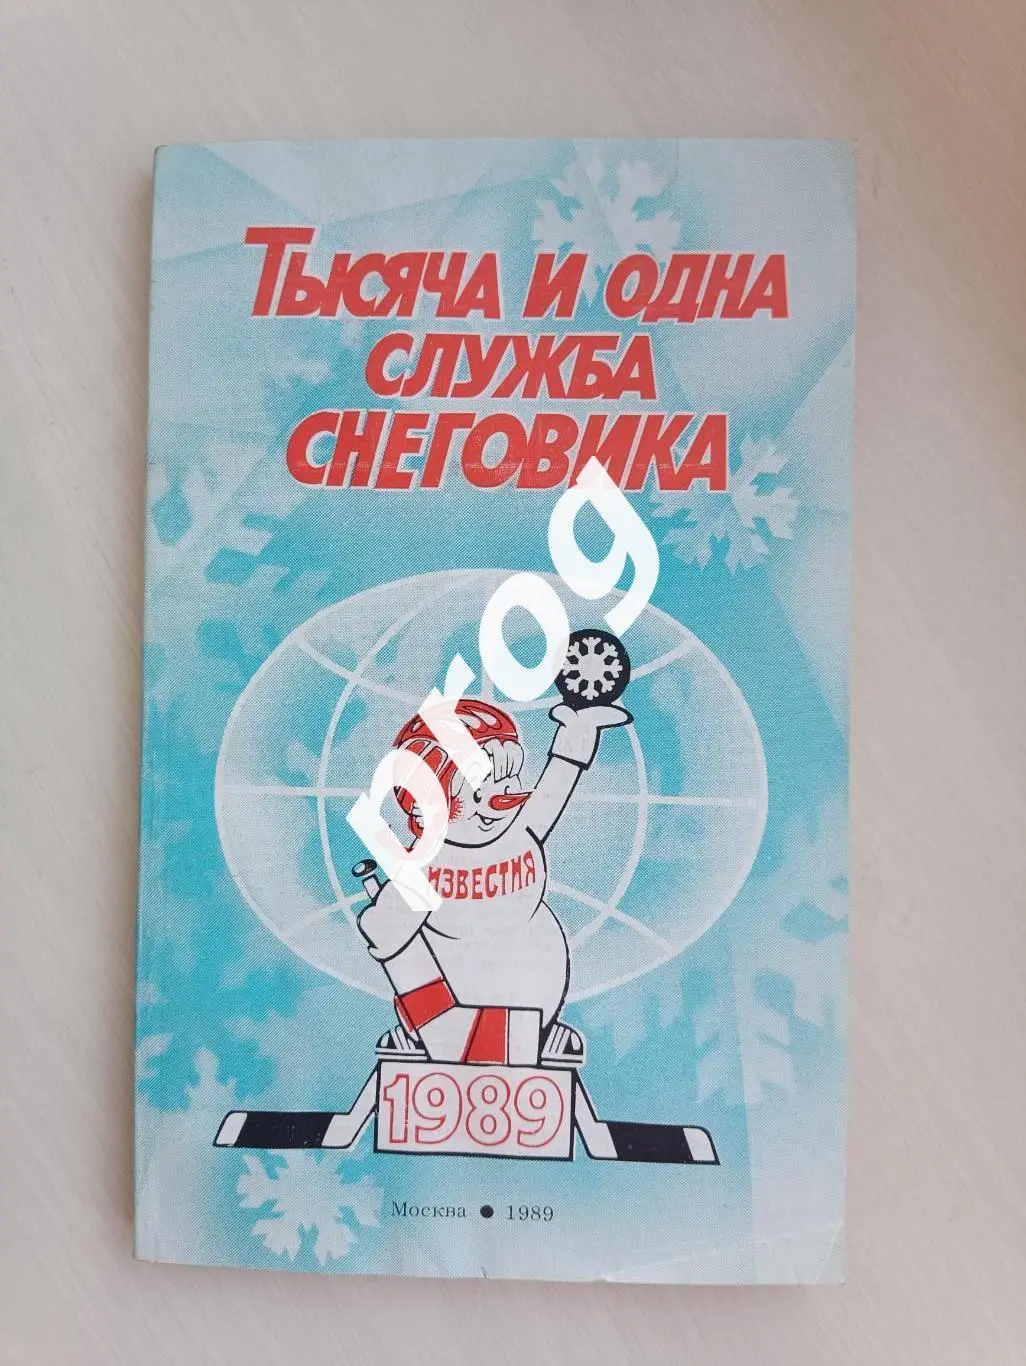 Тысяча и одна
служба
снеговика
prog
ИЗВЕСТИЯ
1989
Москва • 1989